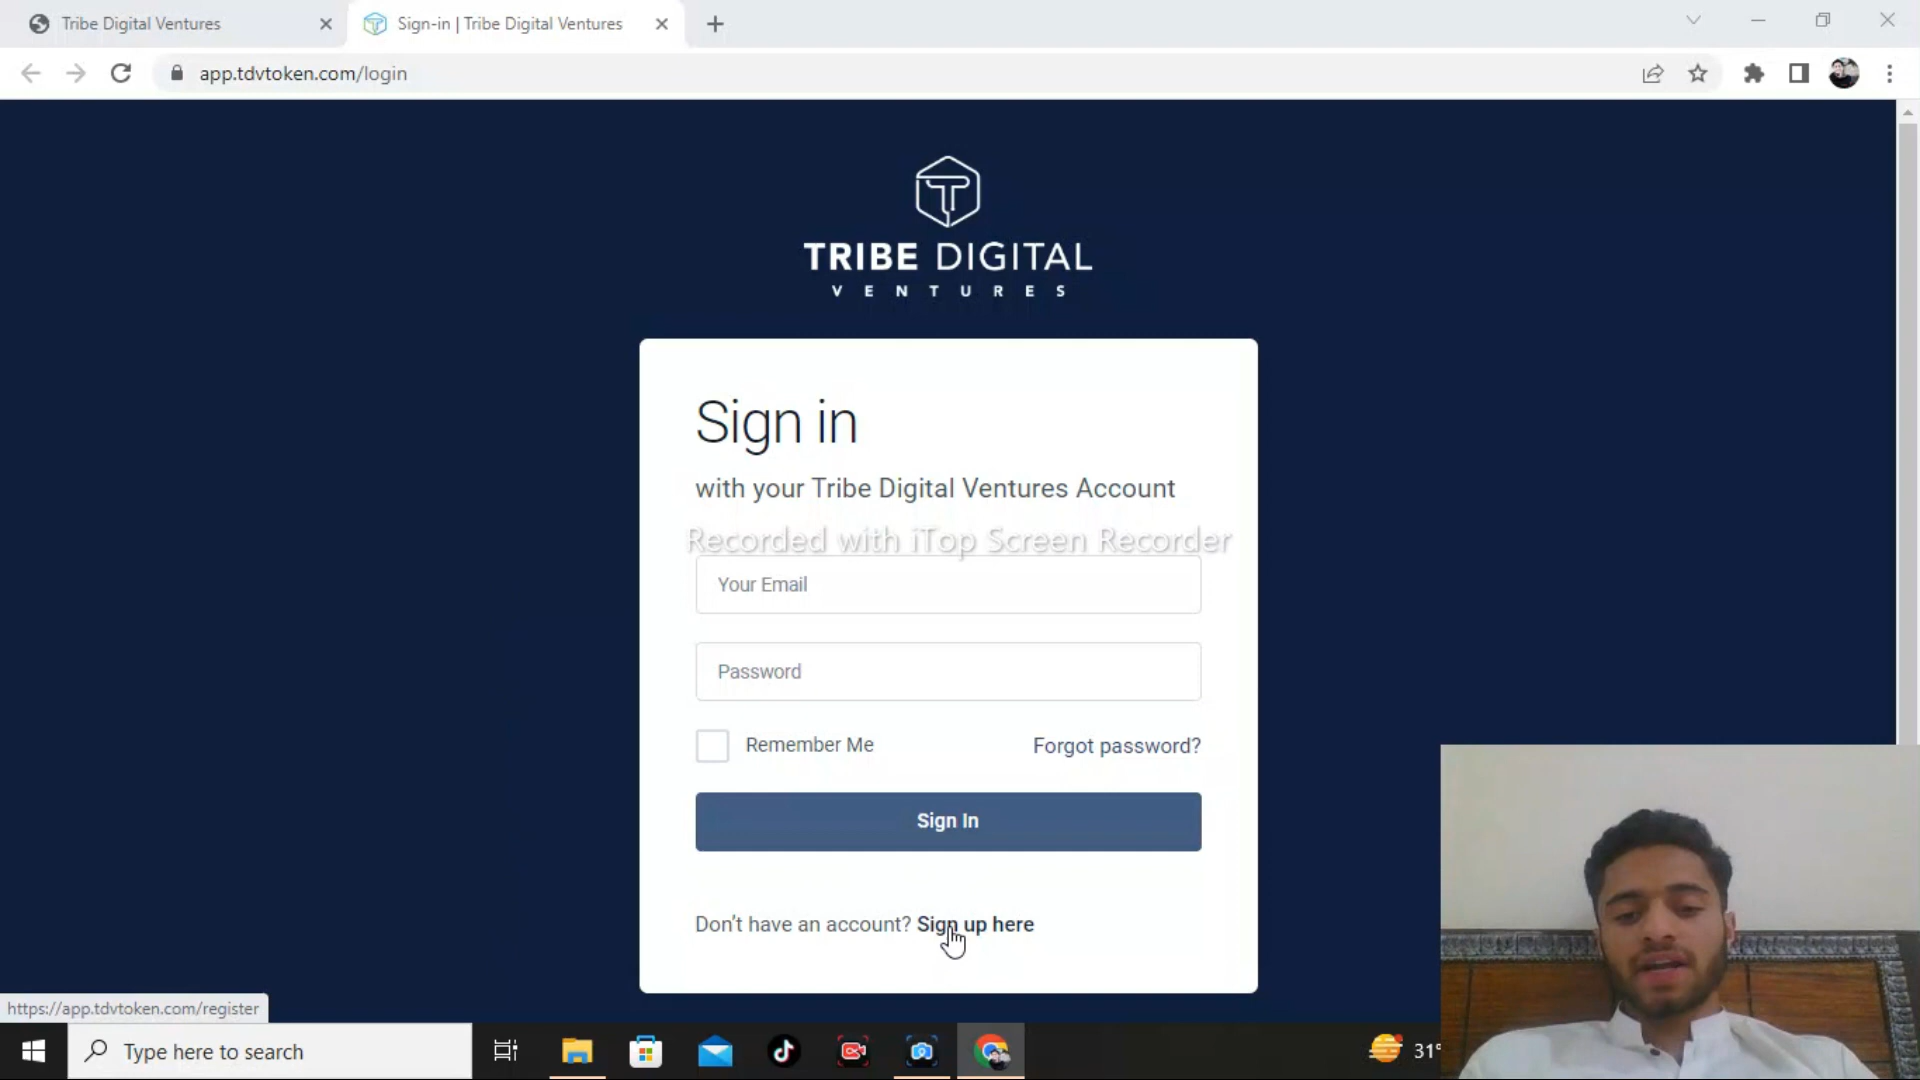 Tribe Digital Ventures
Sign-in | Tribe Digital Ventures
app.tdvtoken.com/login
TRIBE DIGITAL
VENTURES
Sign in
with your Tribe Digital Ventures Account
Recorded with iTop Screen Recorder
Your Email
Password
Remember Me
Forgot password?
Sign In
Don't have an account? Sign up here
https://app.tdvtoken.com/register
Type here to search
31°